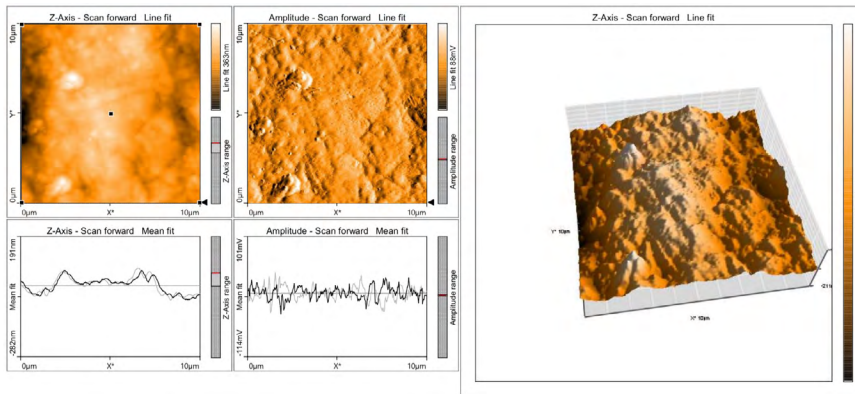 Z-Axis - Scan forward Line fit
10µm
Y*
0µm
0µm X* 10µm
Line fit 363nm
Z-Axis range
Amplitude - Scan forward Line fit
10µm
Y*
0µm
0µm X* 10µm
Line fit 88mV
Amplitude range
Z-Axis - Scan forward Mean fit
191nm
Mean fit
-282nm
0µm X* 10µm
Z-Axis range
Amplitude - Scan forward Mean fit
101mV
Mean fit
-114mV
0µm X* 10µm
Amplitude range
Z-Axis - Scan forward Line fit
Y* 10µm
X* 10µm